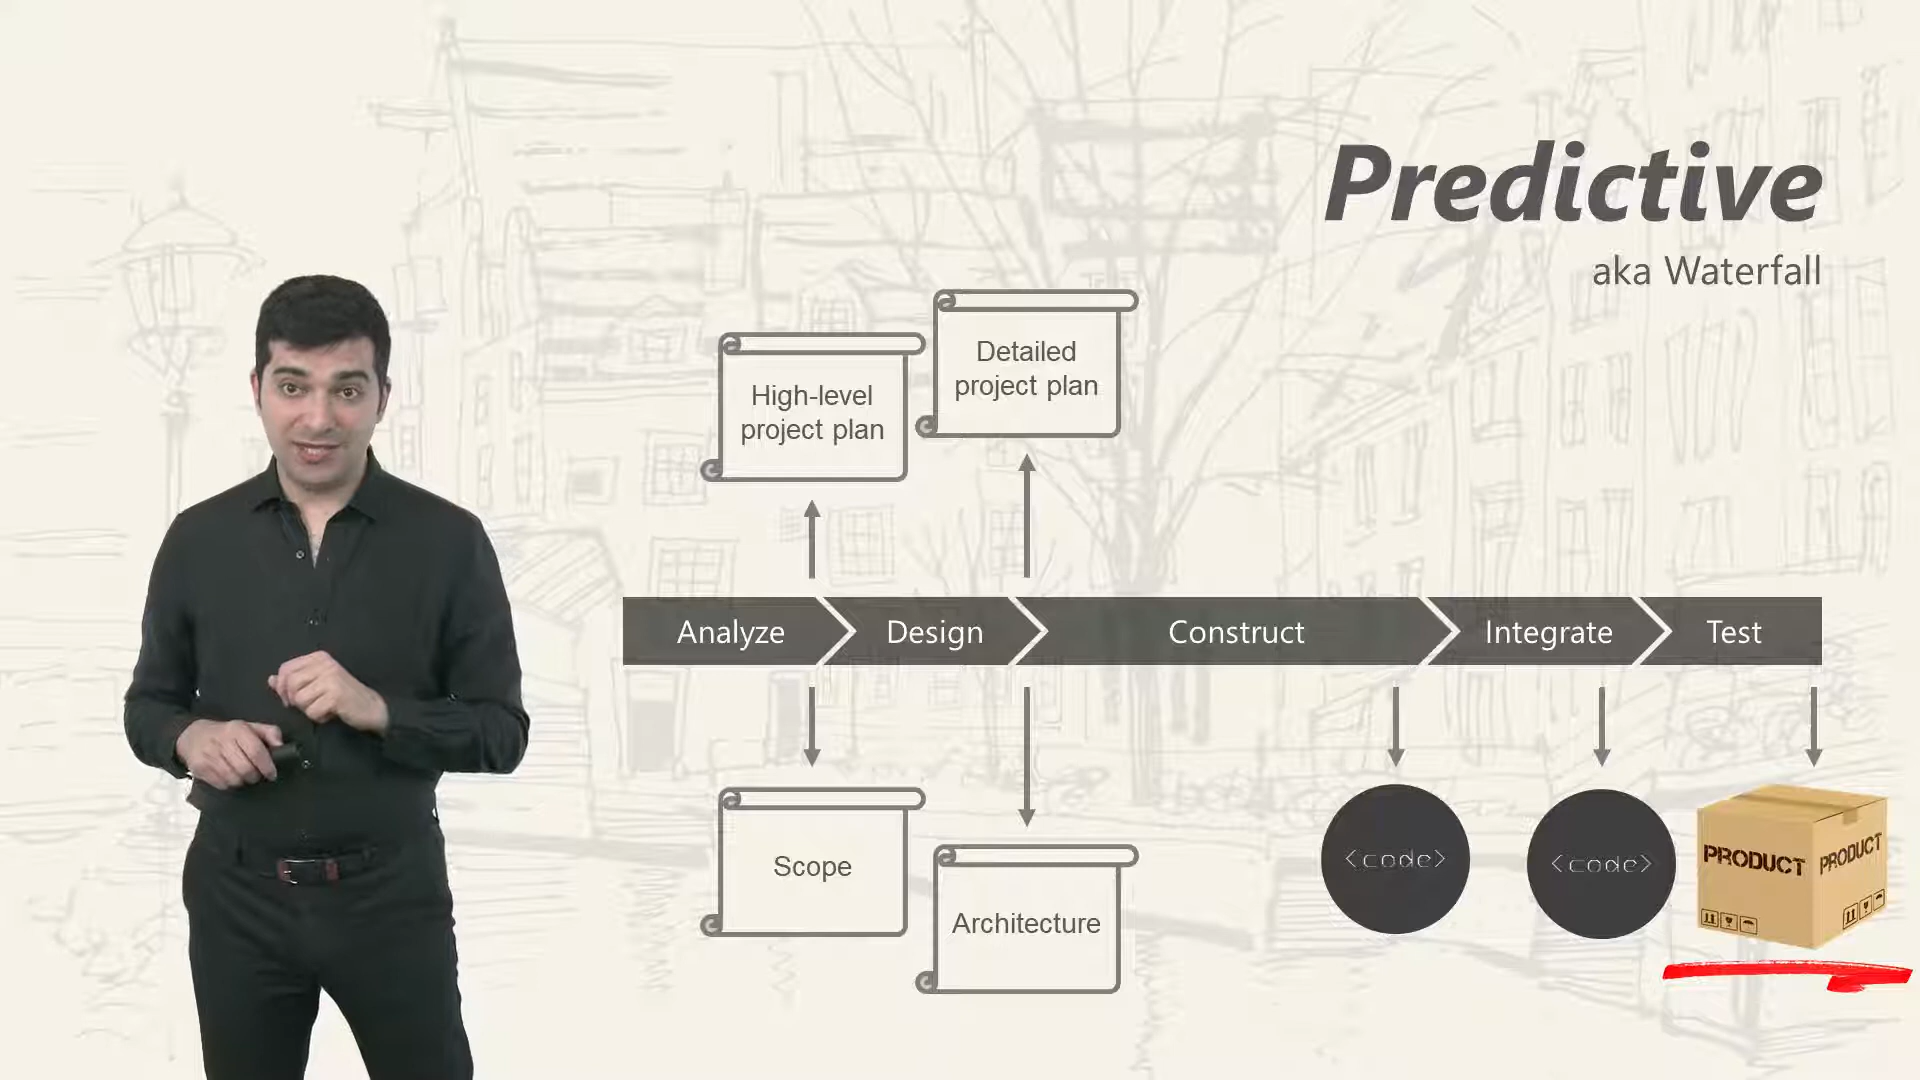 Predictive
aka Waterfall
Detailed
project plan
High-level
project plan
Analyze
Design
Construct
Integrate
Test
Scope
Architecture
<code>
<code>
PRODUCT
PRODUCT